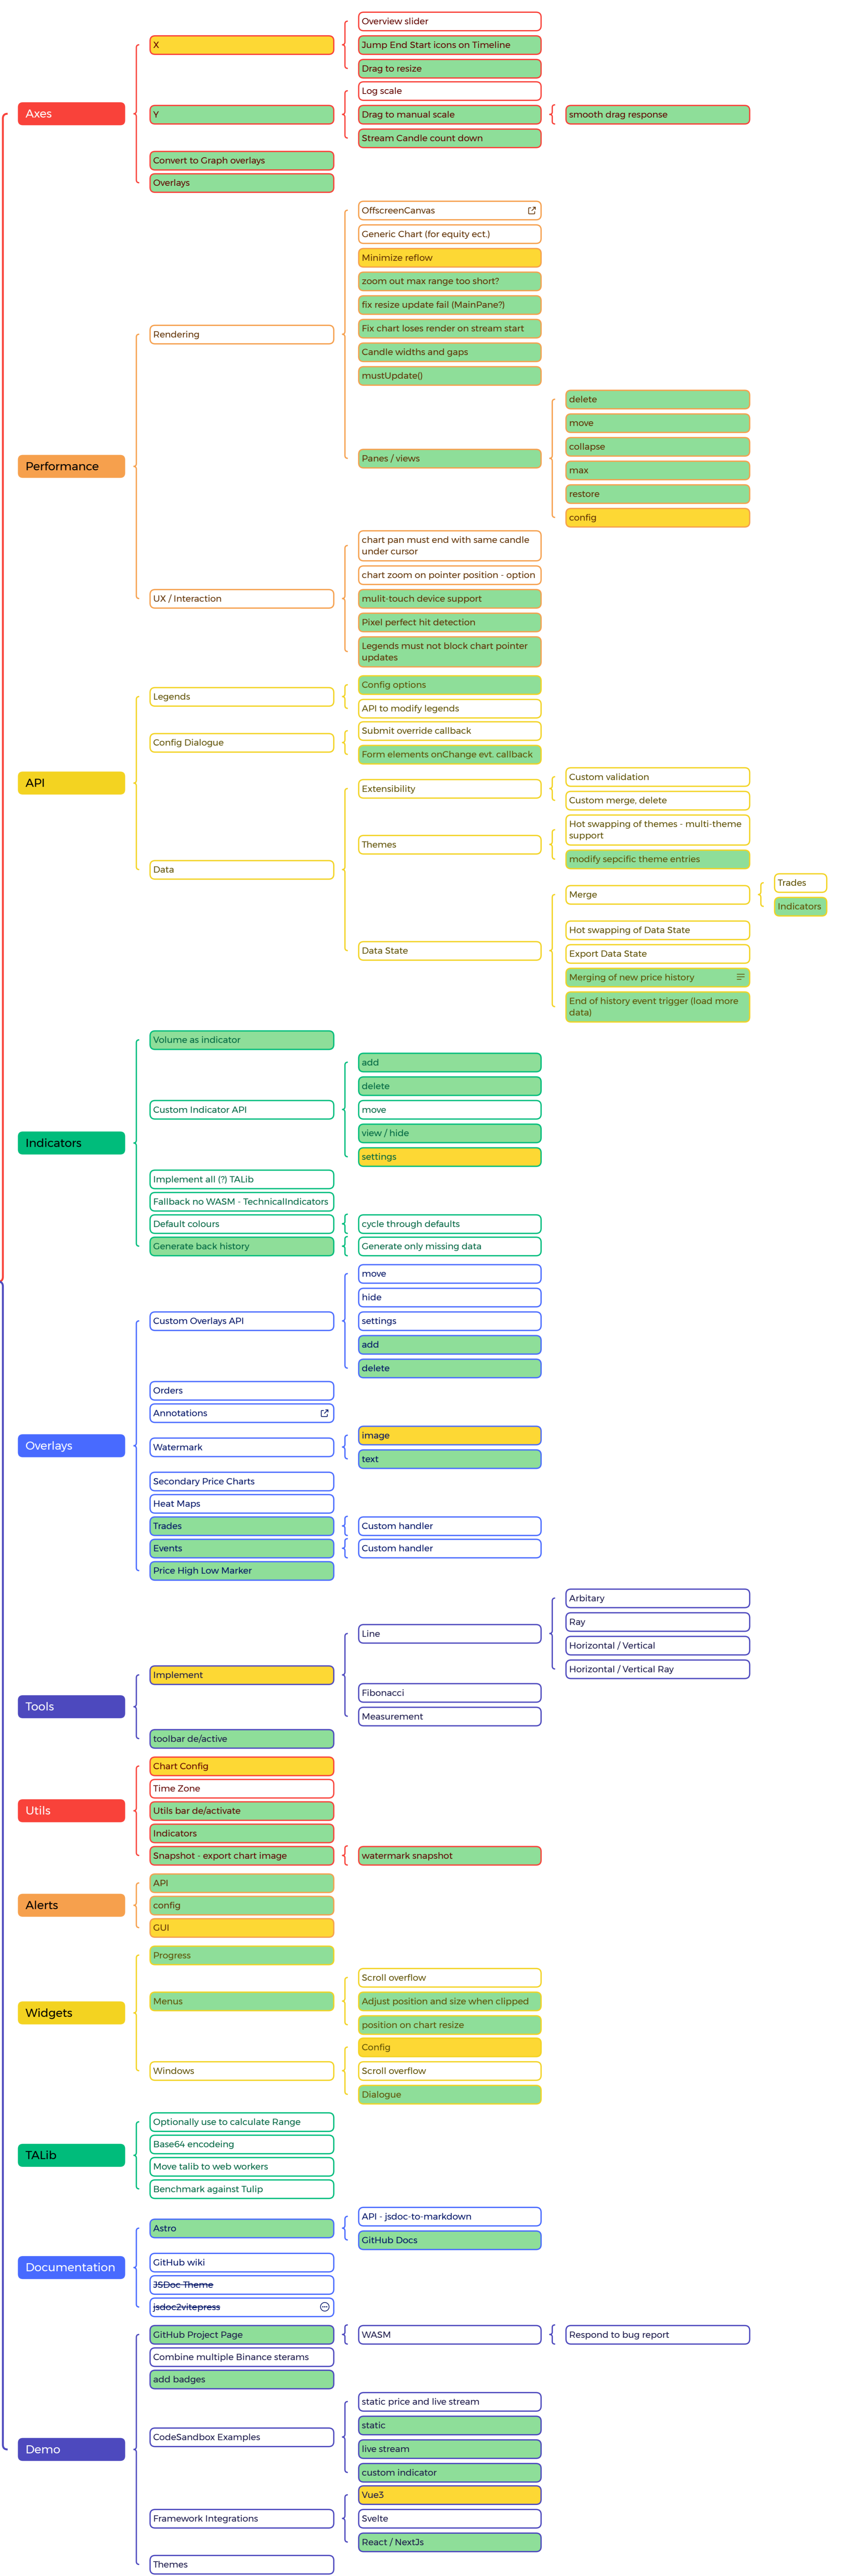 Axes
X
Overview slider
Jump End Start icons on Timeline
Drag to resize
Y
Log scale
Drag to manual scale
smooth drag response
Stream Candle count down
Convert to Graph overlays
Overlays
Performance
Rendering
OffscreenCanvas
Generic Chart (for equity ect.)
Minimize reflow
zoom out max range too short?
fix resize update fail (MainPane?)
Fix chart loses render on stream start
Candle widths and gaps
mustUpdate()
Panes / views
delete
move
collapse
max
restore
config
UX / Interaction
chart pan must end with same candle
under cursor
chart zoom on pointer position - option
mulit-touch device support
Pixel perfect hit detection
Legends must not block chart pointer
updates
API
Legends
Config options
API to modify legends
Config Dialogue
Submit override callback
Form elements onChange evt. callback
Data
Extensibility
Custom validation
Custom merge, delete
Themes
Hot swapping of themes - multi-theme
support
modify sepcific theme entries
Data State
Merge
Trades
Indicators
Hot swapping of Data State
Export Data State
Merging of new price history
End of history event trigger (load more
data)
Indicators
Volume as indicator
Custom Indicator API
add
delete
move
view / hide
settings
Implement all (?) TALib
Fallback no WASM - TechnicalIndicators
Default colours
cycle through defaults
Generate back history
Generate only missing data
Overlays
Custom Overlays API
move
hide
settings
add
delete
Orders
Annotations
Watermark
image
text
Secondary Price Charts
Heat Maps
Trades
Custom handler
Events
Custom handler
Price High Low Marker
Tools
Implement
Line
Arbitary
Ray
Horizontal / Vertical
Horizontal / Vertical Ray
Fibonacci
Measurement
toolbar de/active
Utils
Chart Config
Time Zone
Utils bar de/activate
Indicators
Snapshot - export chart image
watermark snapshot
Alerts
API
config
GUI
Widgets
Progress
Menus
Scroll overflow
Adjust position and size when clipped
position on chart resize
Windows
Config
Scroll overflow
Dialogue
TALib
Optionally use to calculate Range
Base64 encodeing
Move talib to web workers
Benchmark against Tulip
Documentation
Astro
API - jsdoc-to-markdown
GitHub Docs
GitHub wiki
JSDoc Theme
jsdoc2vitepress
Demo
GitHub Project Page
WASM
Respond to bug report
Combine multiple Binance sterams
add badges
CodeSandbox Examples
static price and live stream
static
live stream
custom indicator
Framework Integrations
Vue3
Svelte
React / NextJs
Themes